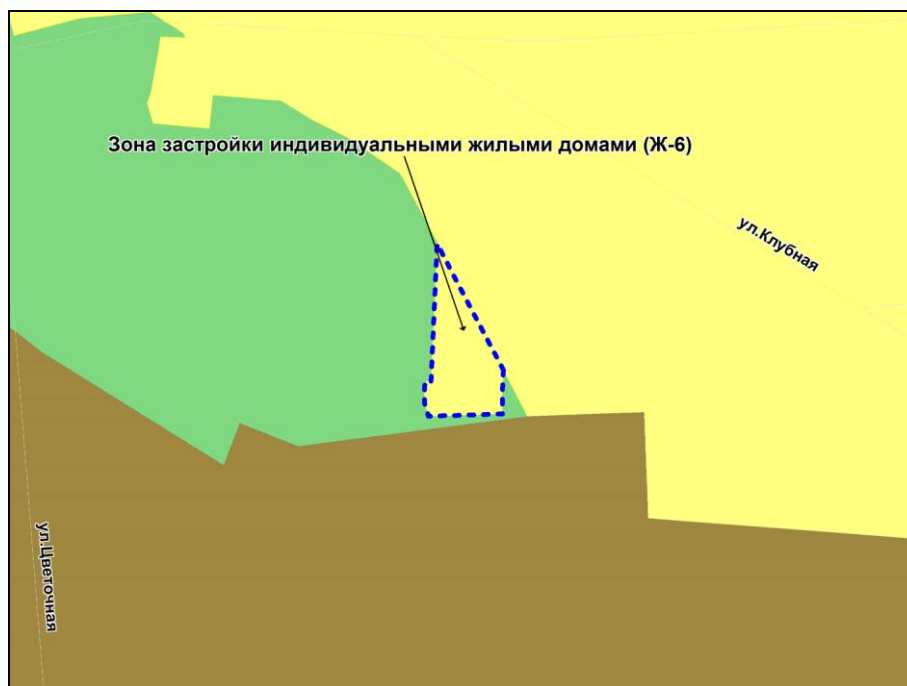 Зона застройки индивидуальными жилыми домами (Ж-6)
ул.Клубная
ул.Цветочная